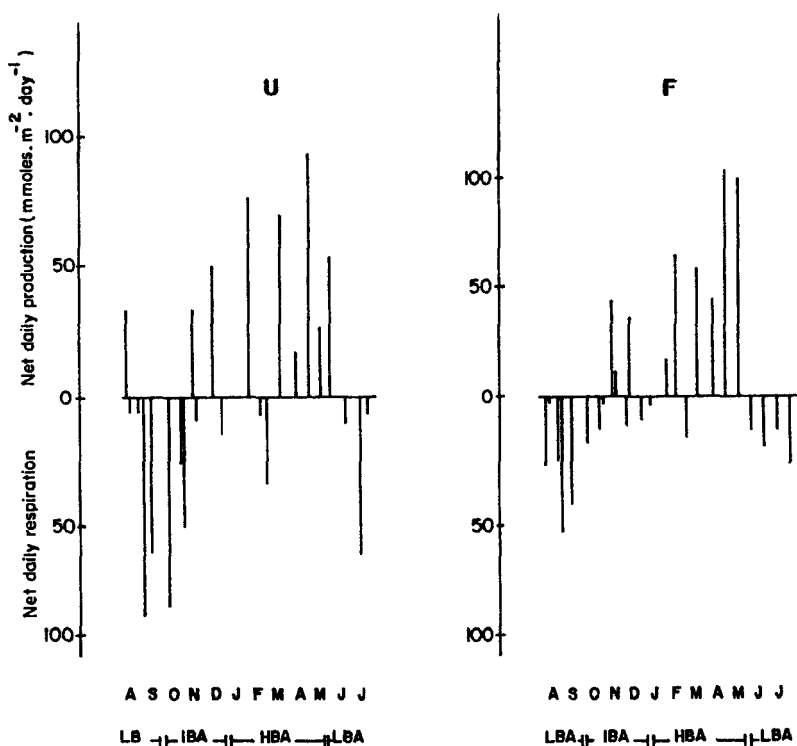 Net daily production (mmoles.m⁻².day⁻¹)
Net daily respiration
U
100
50
0
50
100
A S O N D J F M A M J J
LB IBA HBA LBA
F
100
50
0
50
100
A S O N D J F M A M J J
LBA IBA HBA LBA